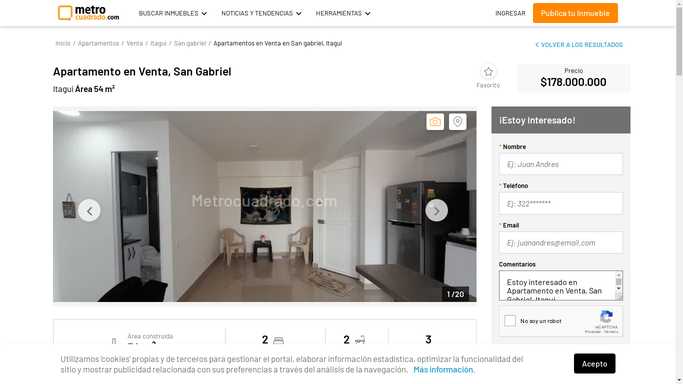 metro
cuadrado.com
BUSCAR INMUEBLES
NOTICIAS Y TENDENCIAS
HERRAMIENTAS
INGRESAR
Publica tu Inmueble
Inicio / Apartamentos / Venta / Itagui / San gabriel / Apartamentos en Venta en San gabriel, Itagui
VOLVER A LOS RESULTADOS
Apartamento en Venta, San Gabriel
Itagui Área 54 m²
Favorito
Precio
$178.000.000
Metrocuadrado.com
1 / 20
¡Estoy Interesado!
* Nombre
Ej: Juan Andres
* Teléfono
Ej: 322*******
* Email
Ej: juanandres@email.com
Comentarios
Estoy interesado en
Apartamento en Venta, San
Gabriel, Itagui
No soy un robot
reCAPTCHA
Privacidad - Términos
Área construida
2
2
3
Utilizamos 'cookies' propias y de terceros para gestionar el portal, elaborar información estadística, optimizar la funcionalidad del
sitio y mostrar publicidad relacionada con sus preferencias a través del análisis de la navegación. Más información.
Acepto